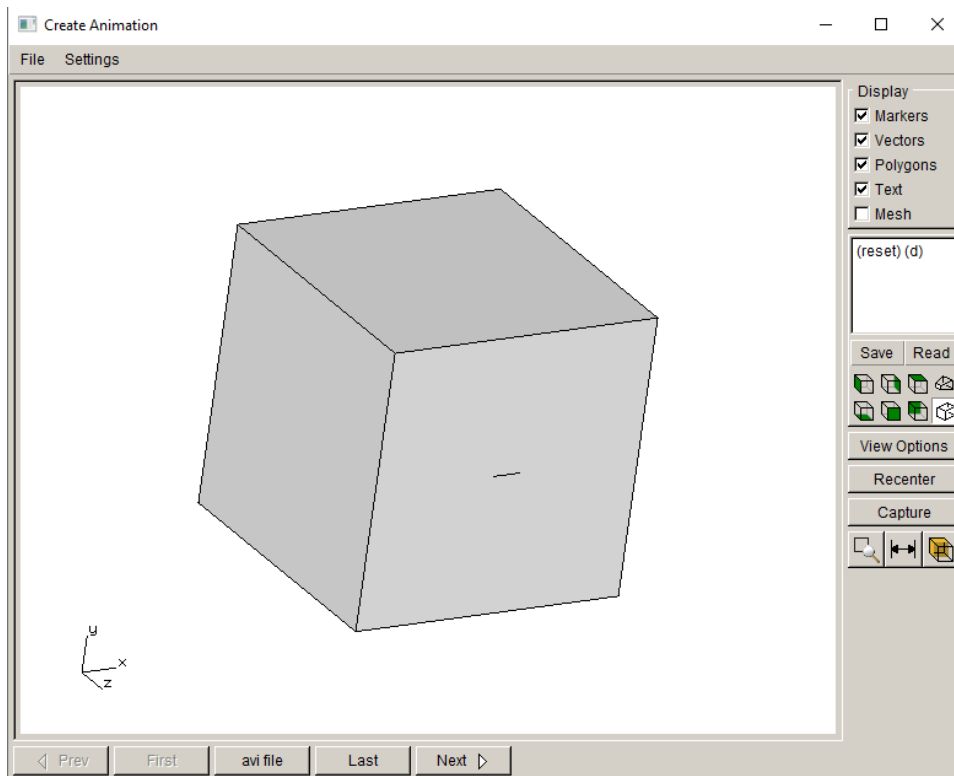 Create Animation
File Settings
Display
Markers
Vectors
Polygons
Text
Mesh
(reset) (d)
Save Read
View Options
Recenter
Capture
y
x
z
Prev First avi file Last Next